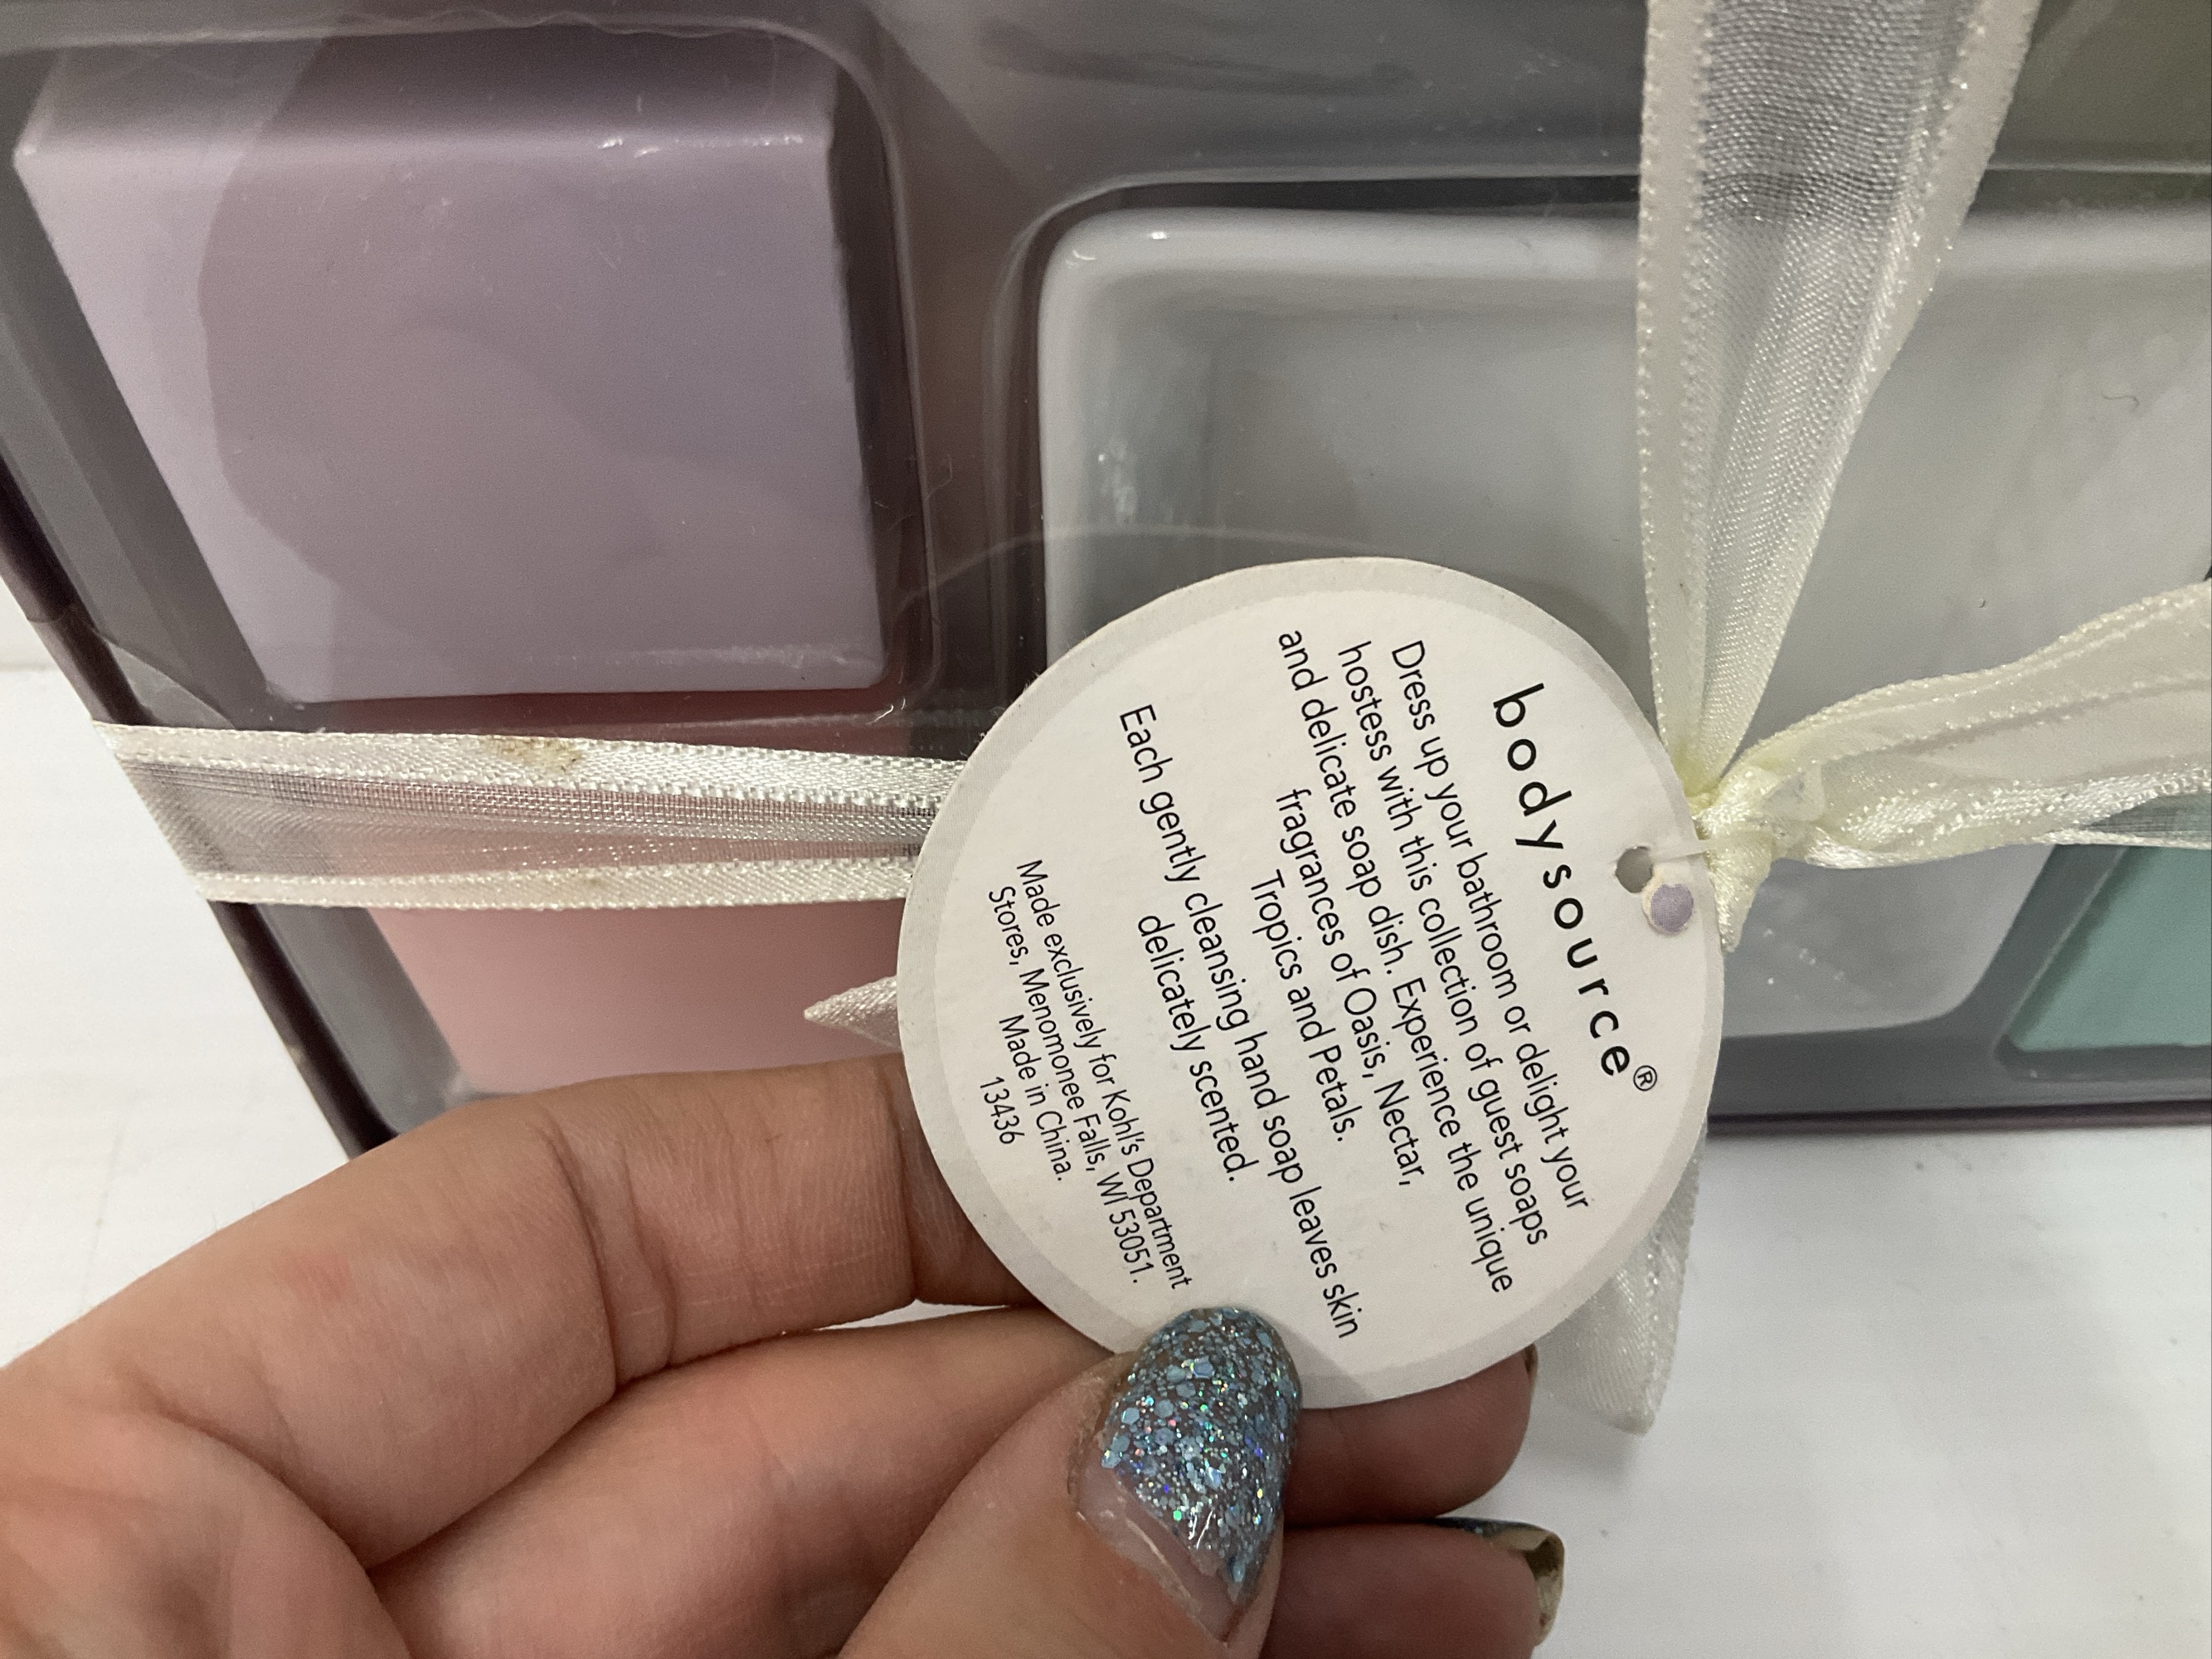 bodysource®
Dress up your bathroom or delight your
hostess with this collection of guest soaps
and delicate soap dish. Experience the unique
fragrances of Oasis, Nectar,
Tropics and Petals.
Each gently cleansing hand soap leaves skin
delicately scented.
Made exclusively for Kohl's Department
Stores, Menomonee Falls, WI 53051.
Made in China.
13436